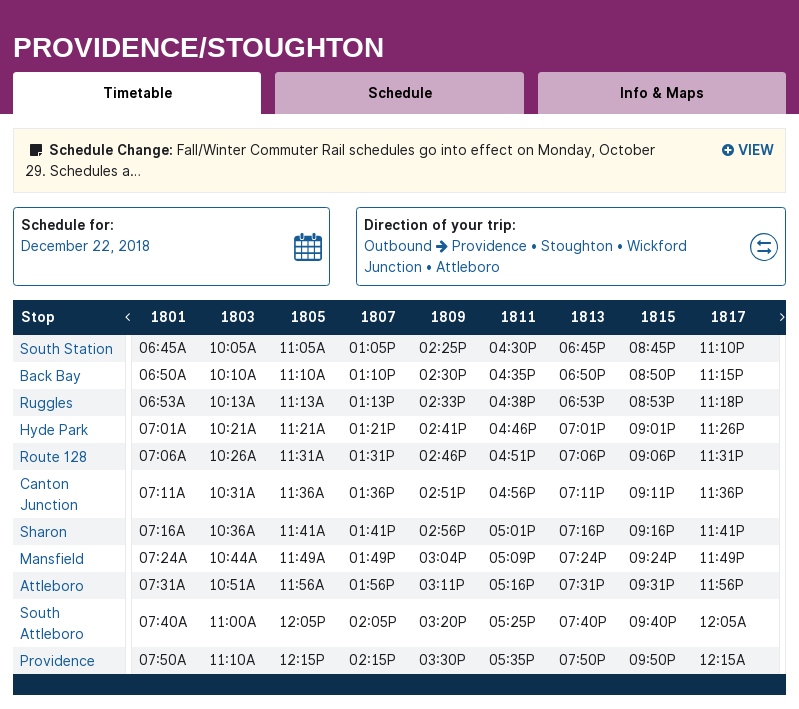 PROVIDENCE/STOUGHTON
Timetable Schedule Info & Maps
Schedule Change: Fall/Winter Commuter Rail schedules go into effect on Monday, October
29. Schedules a... VIEW
Schedule for:
December 22, 2018
Direction of your trip:
Outbound → Providence • Stoughton • Wickford
Junction • Attleboro
Stop ‹ 1801 1803 1805 1807 1809 1811 1813 1815 1817 ›
South Station 06:45A 10:05A 11:05A 01:05P 02:25P 04:30P 06:45P 08:45P 11:10P
Back Bay 06:50A 10:10A 11:10A 01:10P 02:30P 04:35P 06:50P 08:50P 11:15P
Ruggles 06:53A 10:13A 11:13A 01:13P 02:33P 04:38P 06:53P 08:53P 11:18P
Hyde Park 07:01A 10:21A 11:21A 01:21P 02:41P 04:46P 07:01P 09:01P 11:26P
Route 128 07:06A 10:26A 11:31A 01:31P 02:46P 04:51P 07:06P 09:06P 11:31P
Canton
Junction 07:11A 10:31A 11:36A 01:36P 02:51P 04:56P 07:11P 09:11P 11:36P
Sharon 07:16A 10:36A 11:41A 01:41P 02:56P 05:01P 07:16P 09:16P 11:41P
Mansfield 07:24A 10:44A 11:49A 01:49P 03:04P 05:09P 07:24P 09:24P 11:49P
Attleboro 07:31A 10:51A 11:56A 01:56P 03:11P 05:16P 07:31P 09:31P 11:56P
South
Attleboro 07:40A 11:00A 12:05P 02:05P 03:20P 05:25P 07:40P 09:40P 12:05A
Providence 07:50A 11:10A 12:15P 02:15P 03:30P 05:35P 07:50P 09:50P 12:15A